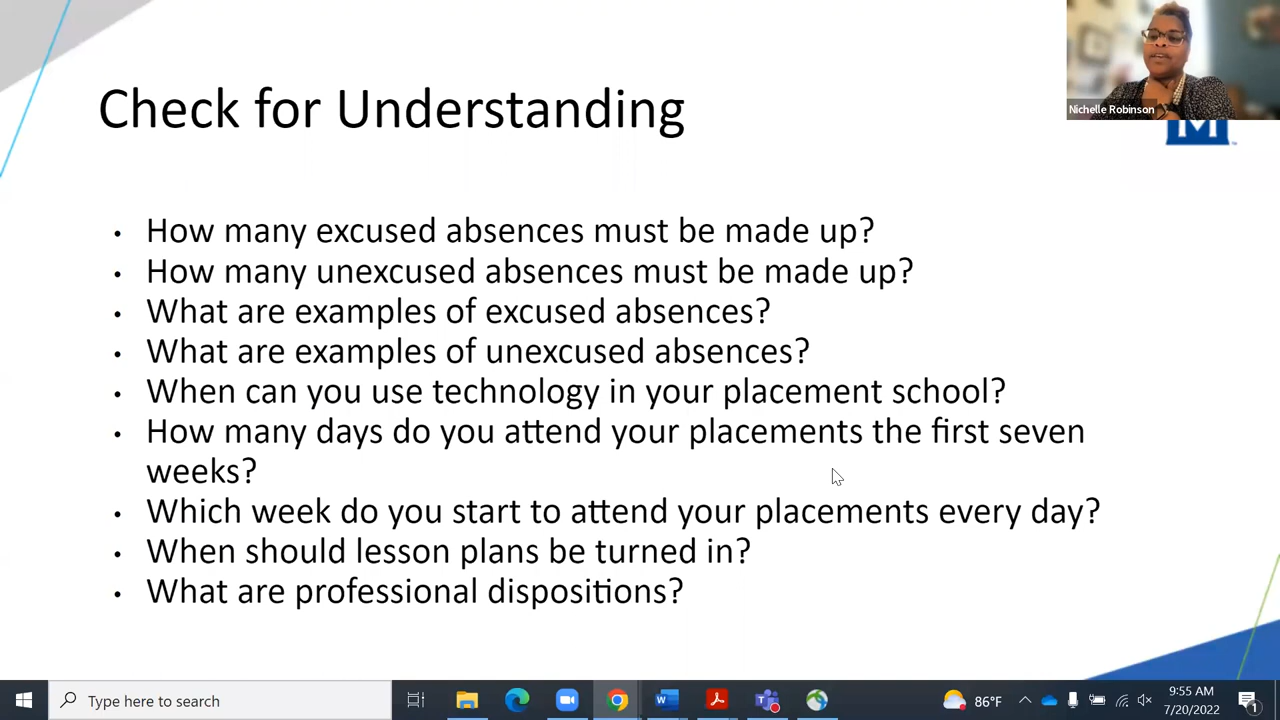 Nichelle Robinson
Check for Understanding
• How many excused absences must be made up?
• How many unexcused absences must be made up?
• What are examples of excused absences?
• What are examples of unexcused absences?
• When can you use technology in your placement school?
• How many days do you attend your placements the first seven
weeks?
• Which week do you start to attend your placements every day?
• When should lesson plans be turned in?
• What are professional dispositions?
Type here to search
86°F
9:55 AM
7/20/2022
1